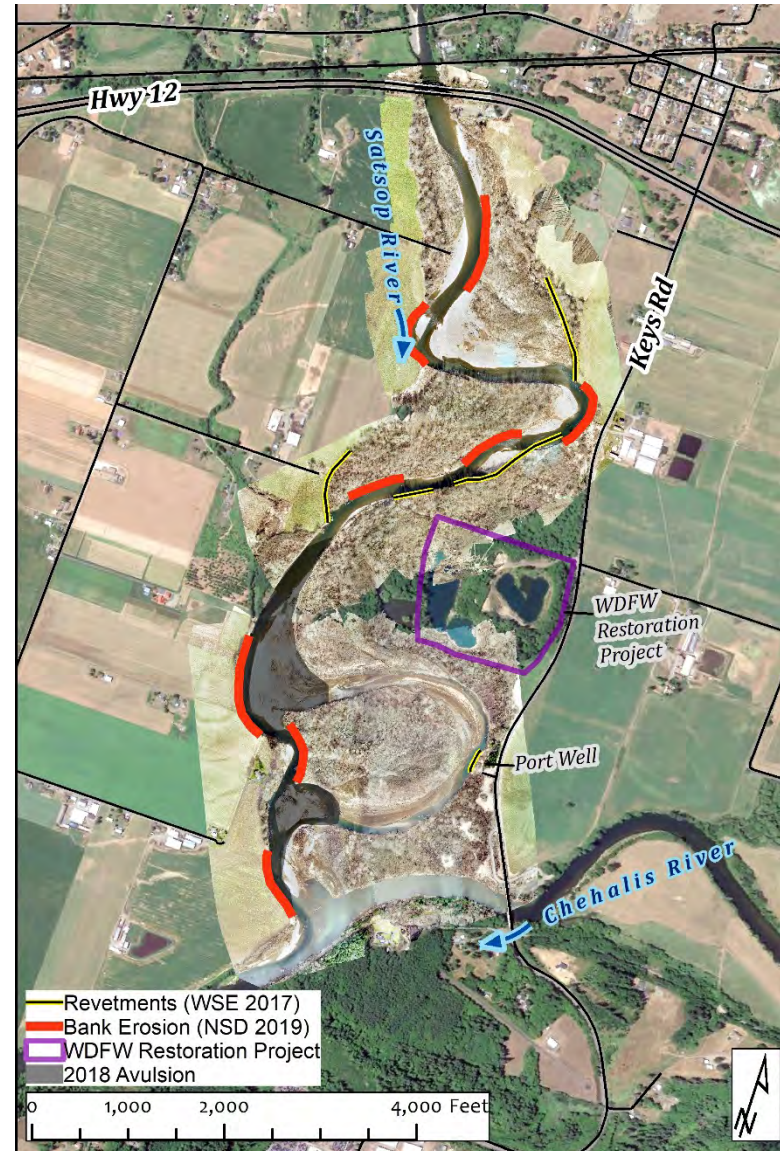 Hwy 12
Satsop River
Keys Rd
WDFW
Restoration
Project
Port Well
Chehalis River
Revetments (WSE 2017)
Bank Erosion (NSD 2019)
WDFW Restoration Project
2018 Avulsion
0 1,000 2,000 4,000 Feet
N